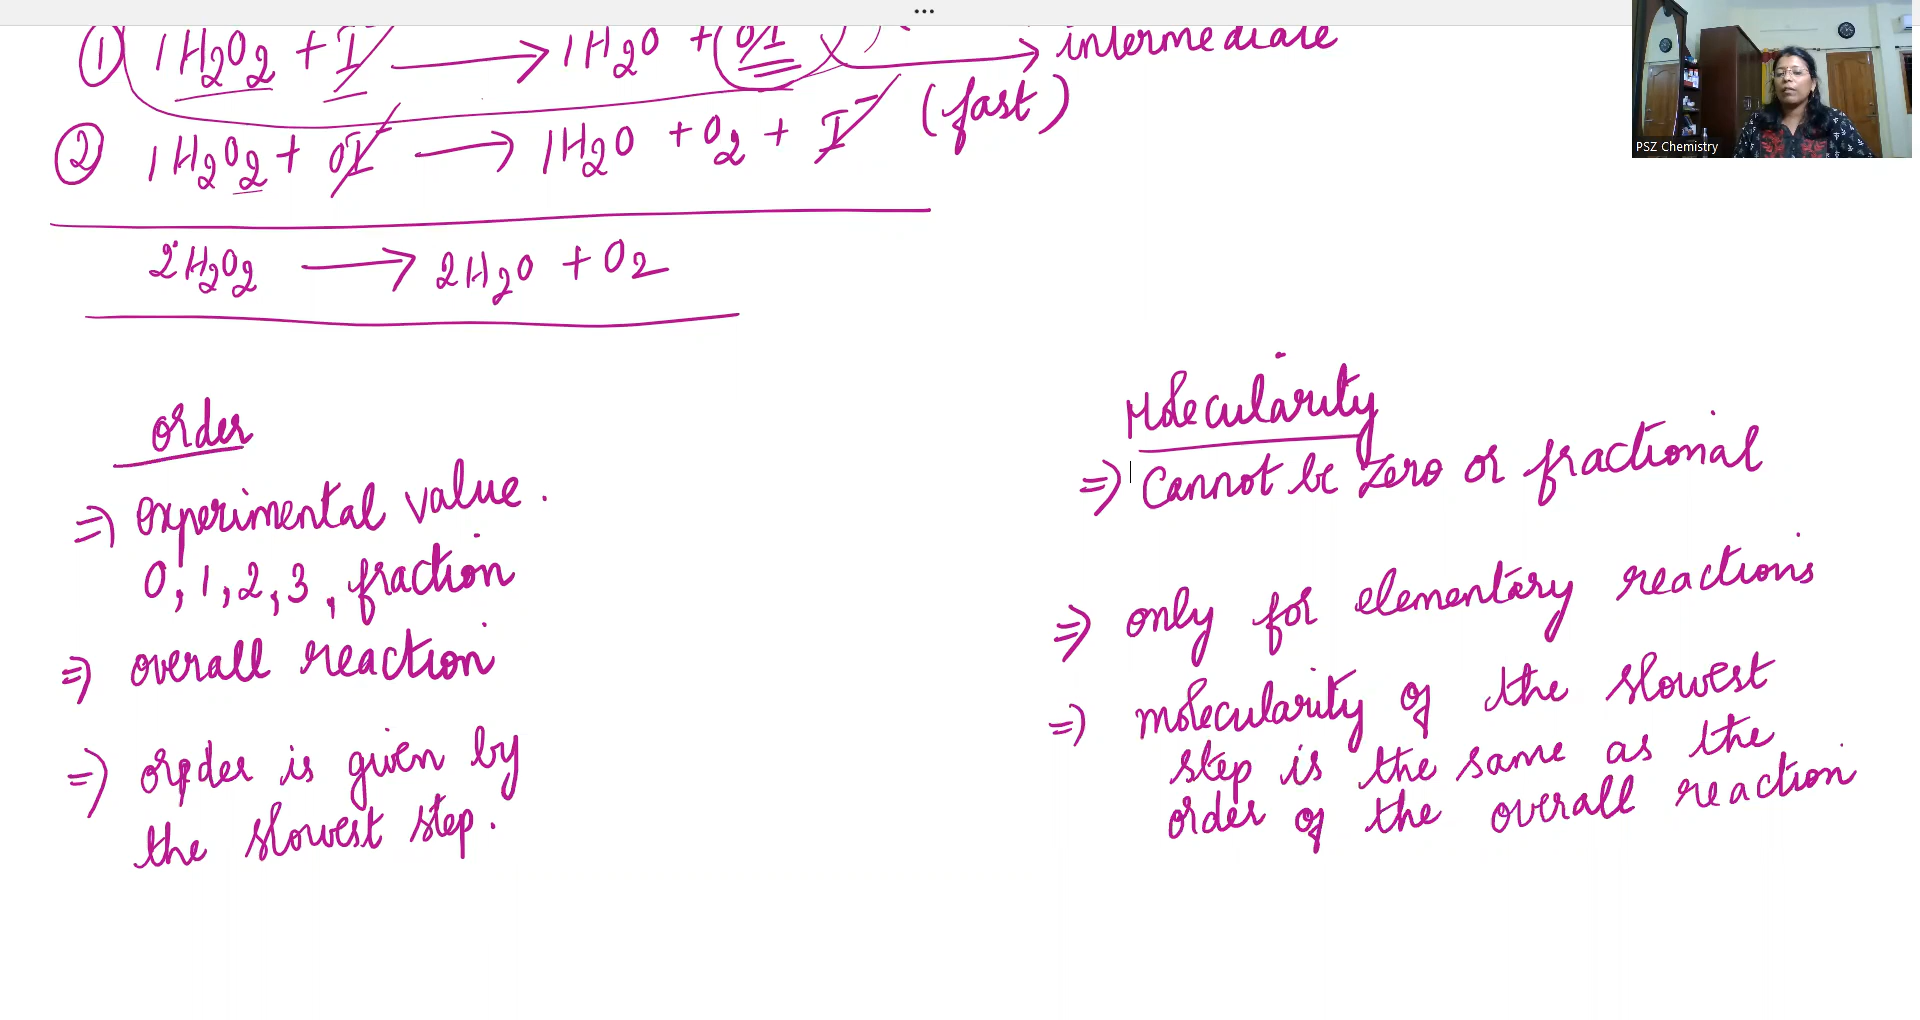 ...
① 1H₂O₂ + I⁻ → 1H₂O + OI⁻ → intermediate
② 1H₂O₂ + OI⁻ → 1H₂O + O₂ + I⁻ (fast)
2H₂O₂ → 2H₂O + O₂
PSZ Chemistry
order
⇒ experimental value.
0, 1, 2, 3, fraction
⇒ overall reaction
⇒ order is given by
the slowest step.
Molecularity
⇒ Cannot be zero or fractional
⇒ only for elementary reactions
⇒ molecularity of the slowest
step is the same as the
order of the overall reaction